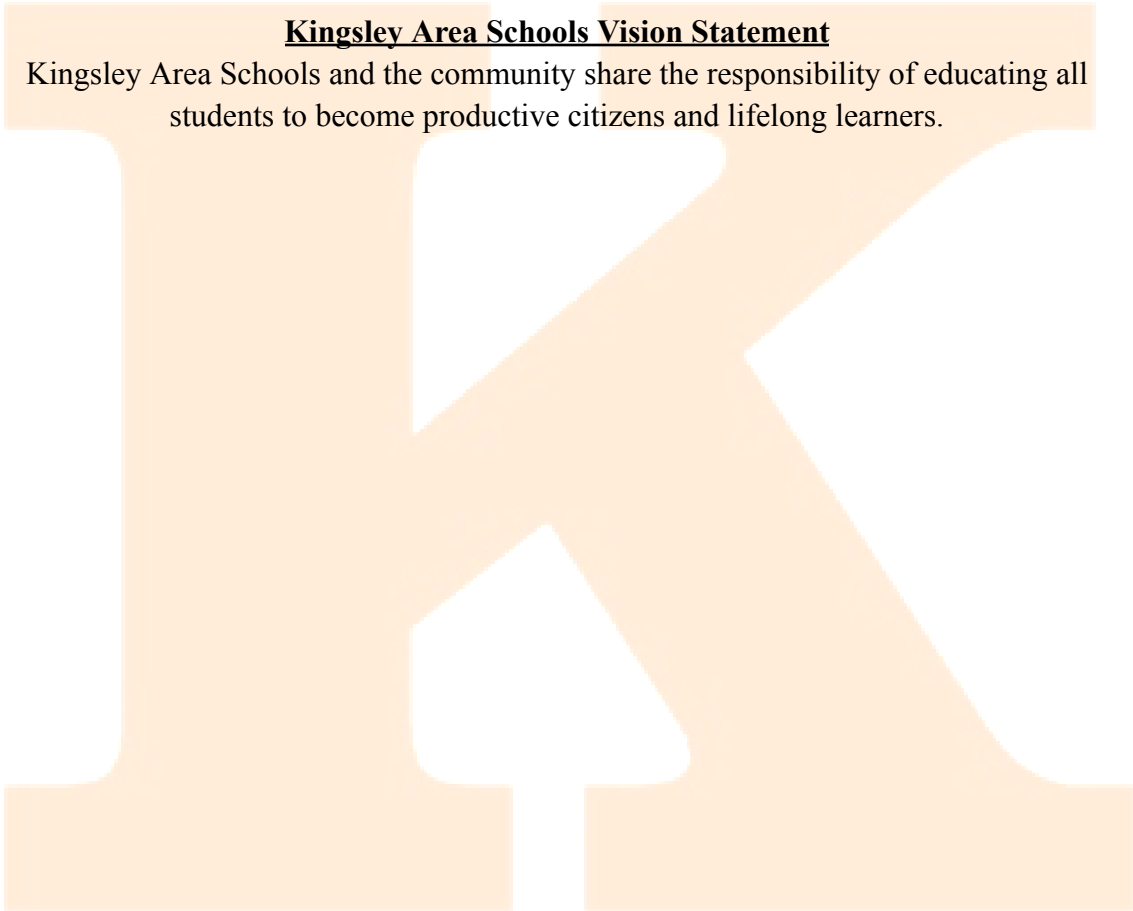 Kingsley Area Schools Vision Statement
Kingsley Area Schools and the community share the responsibility of educating all
students to become productive citizens and lifelong learners.
K